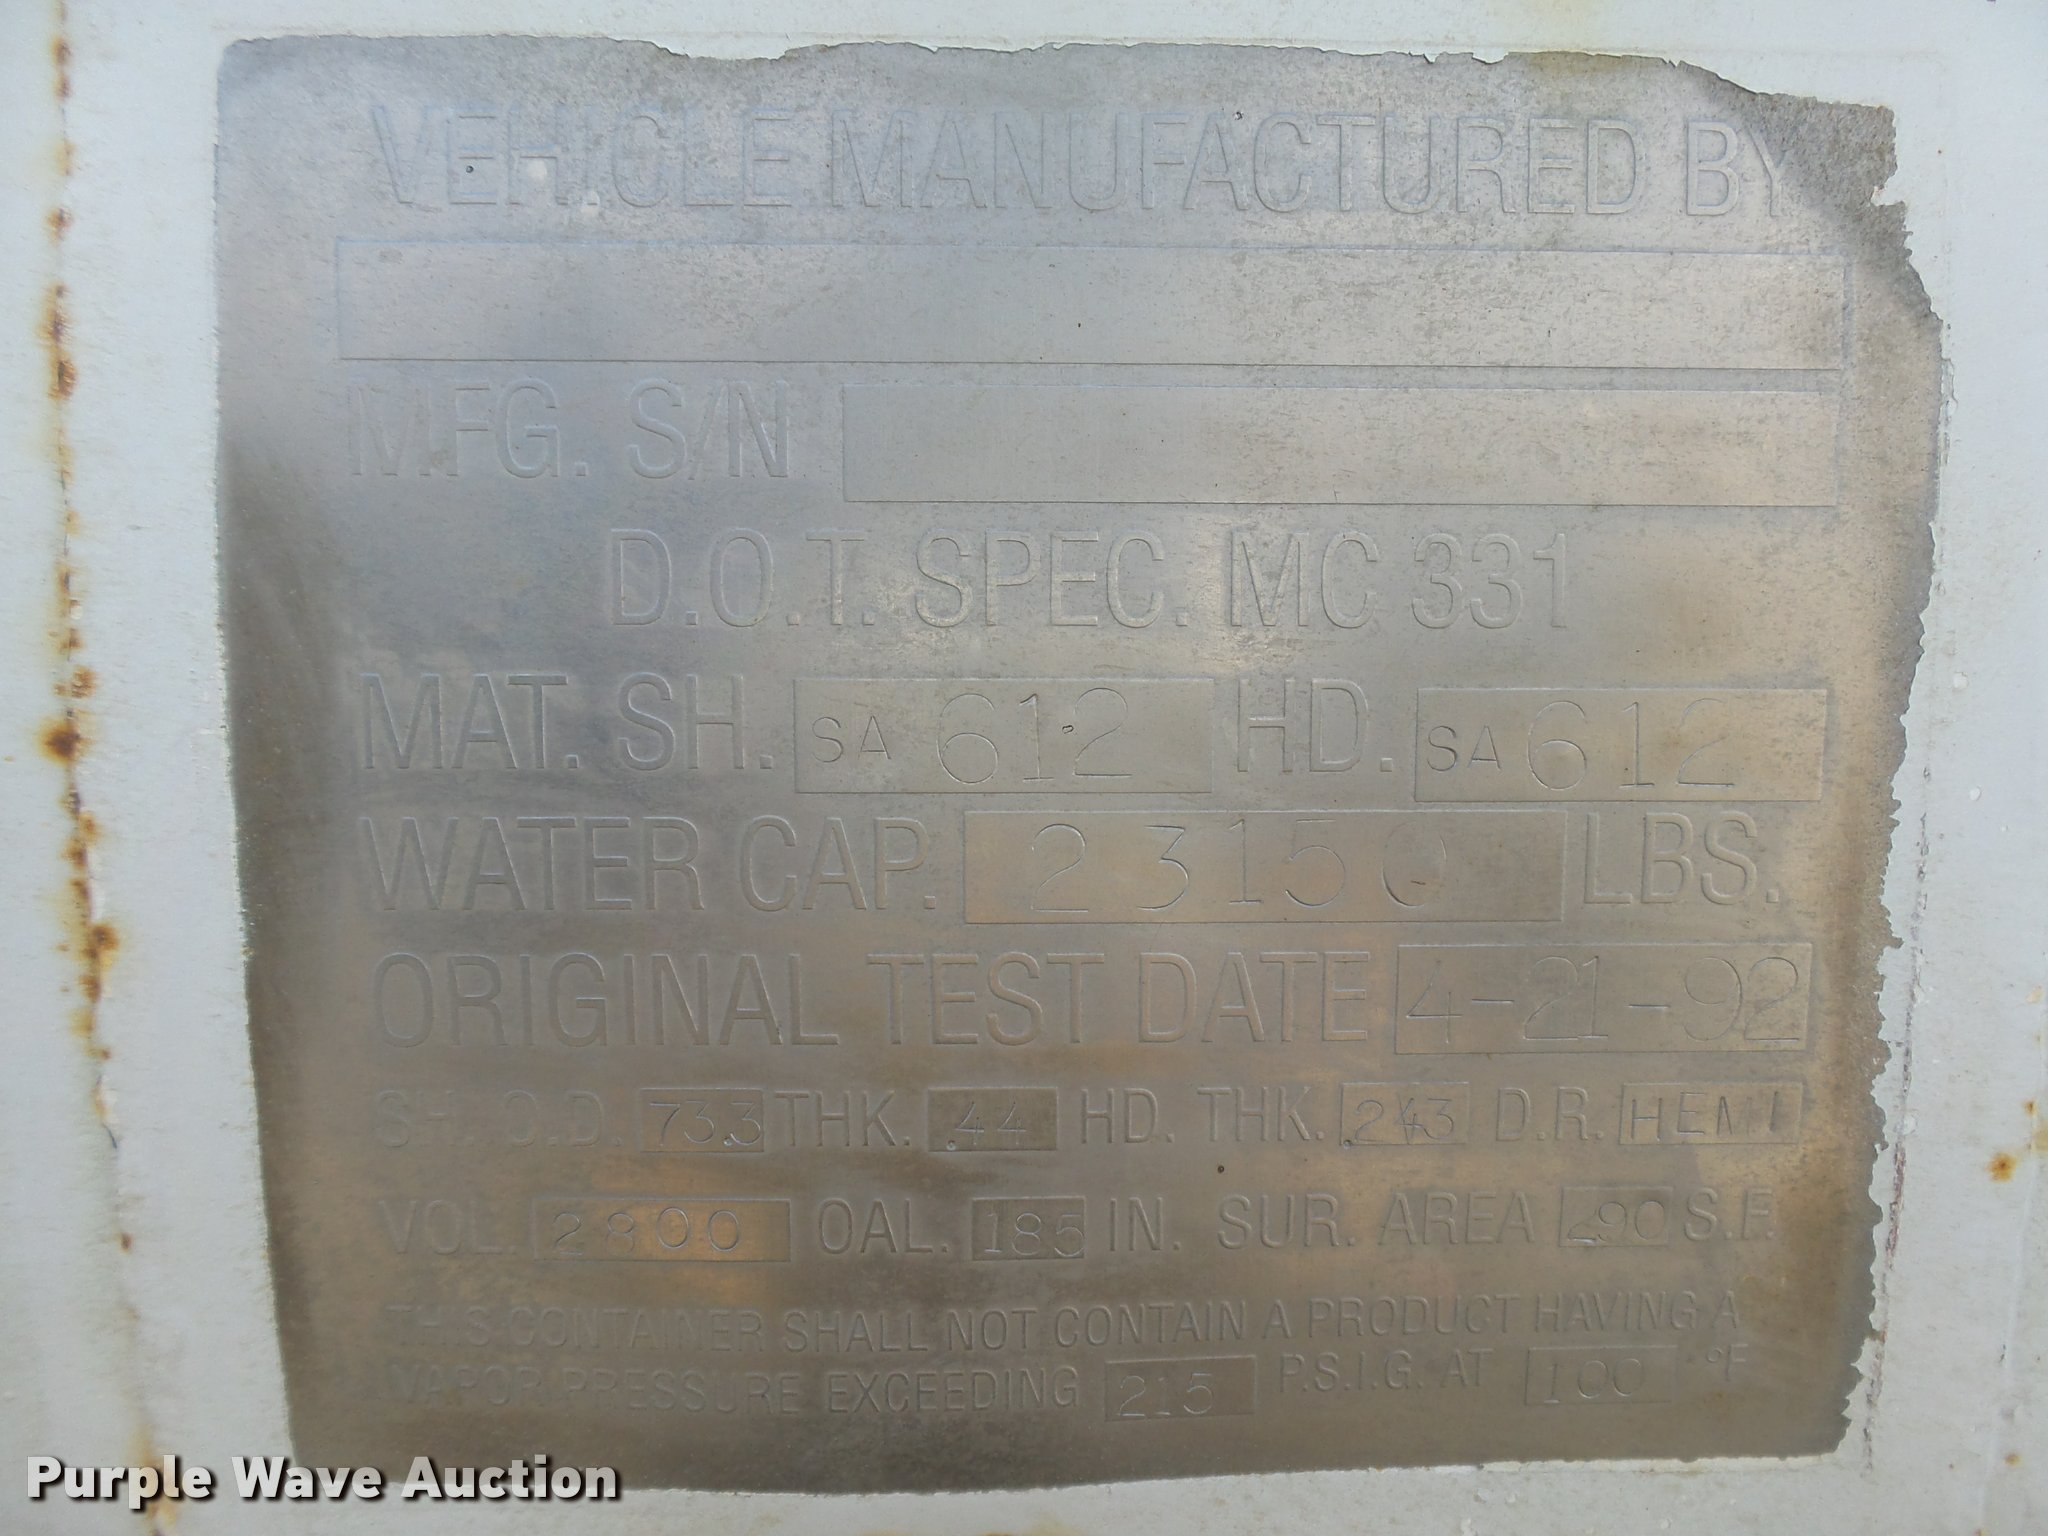 VEHICLE MANUFACTURED BY
MFG. S/N
D.O.T. SPEC. MC 331
MAT. SH. SA 612 HD. SA 612
WATER CAP. 23150 LBS.
ORIGINAL TEST DATE 4-21-92
SH. O.D. 73.3 THK. .44 HD. THK. .243 D.R. HEMI
VOL. 2800 OAL. 185 IN. SUR. AREA 290 S.F.
THIS CONTAINER SHALL NOT CONTAIN A PRODUCT HAVING A
VAPOR PRESSURE EXCEEDING 215 P.S.I.G. AT 100 °F
Purple Wave Auction